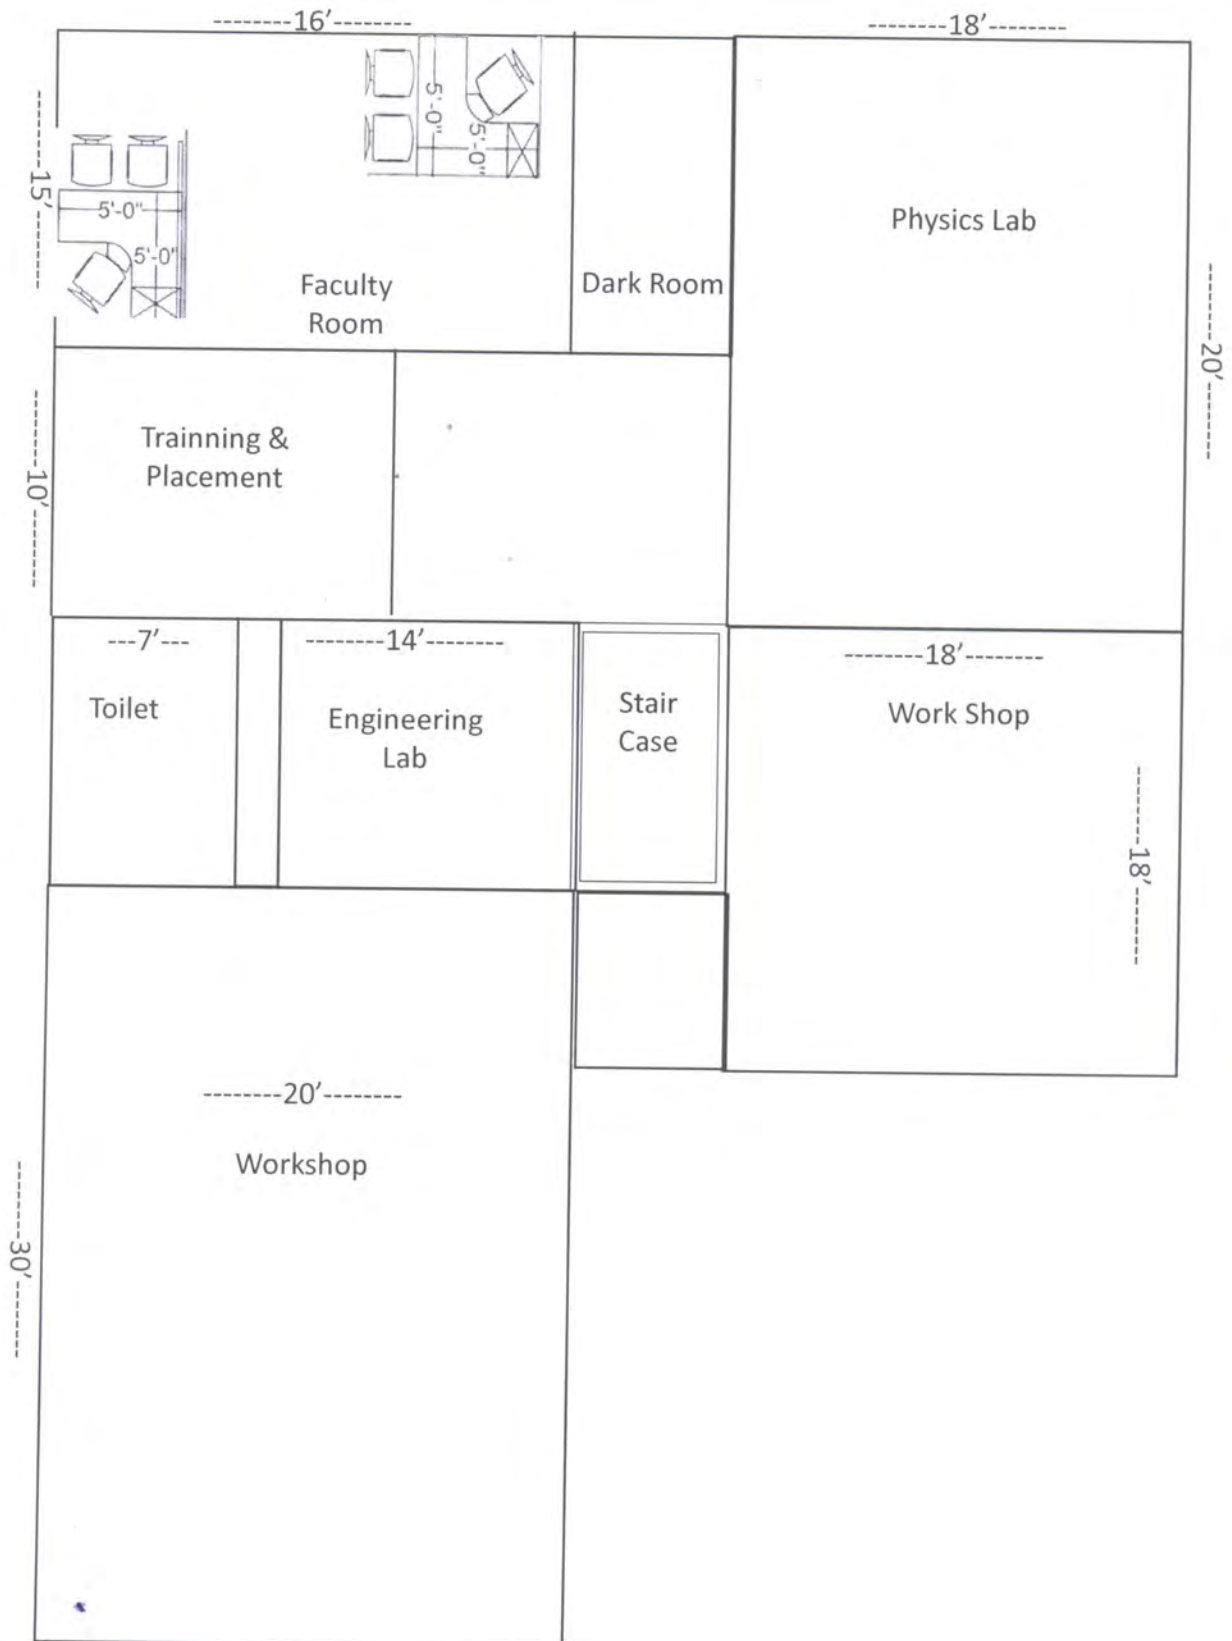 --------16’--------
--------18’--------
5'-0"
5'-0"
--------15’--------
5'-0"
5'-0"
Physics Lab
Faculty
Room
Dark Room
--------20’--------
Trainning &
Placement
--------10’--------
---7’---
--------14’--------
--------18’--------
Toilet
Engineering
Lab
Stair
Case
Work Shop
--------18’--------
--------20’--------
Workshop
--------30’--------